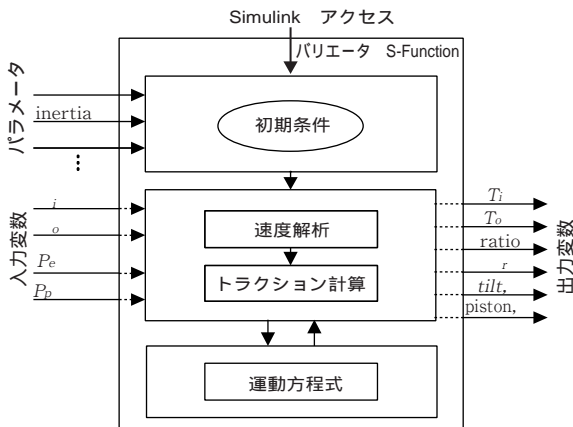 Simulink アクセス
バリエータ S-Function
パラメータ
inertia
⋮
初期条件
入力変数
i
o
Pe
Pp
速度解析
トラクション計算
運動方程式
Ti
To
ratio
r
tilt,
piston,
出力変数